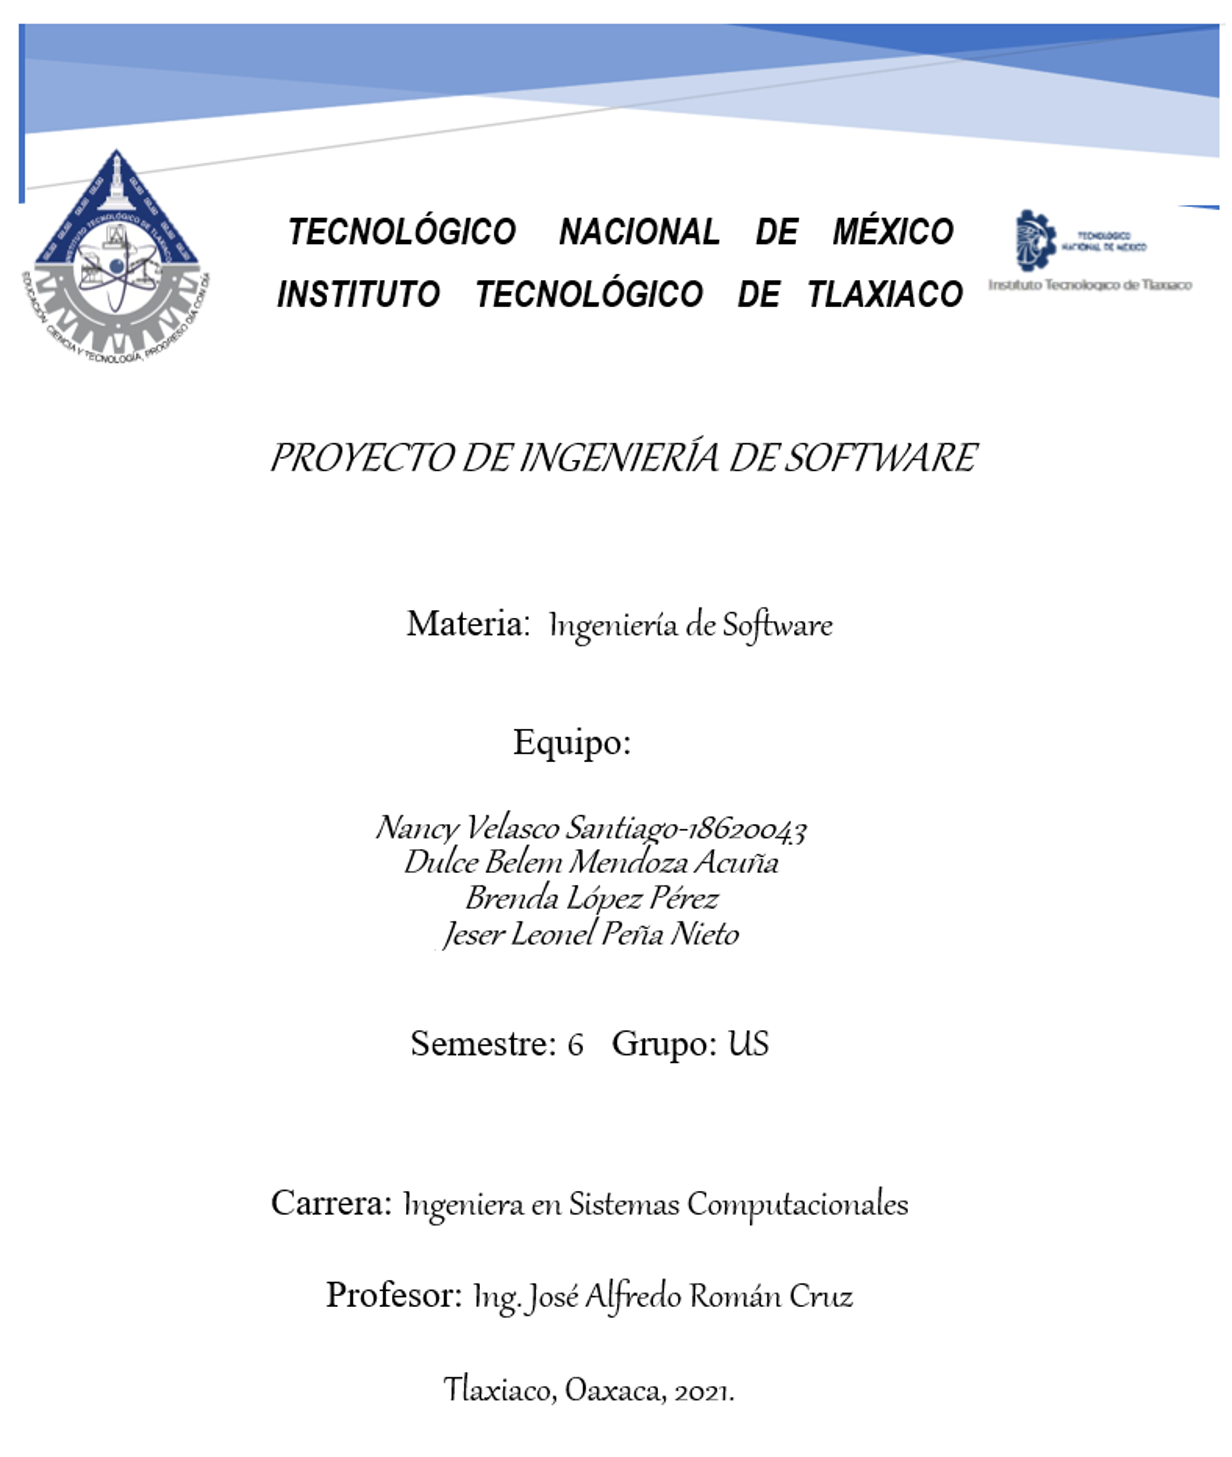 TECNOLÓGICO NACIONAL DE MÉXICO
INSTITUTO TECNOLÓGICO DE TLAXIACO
INSTITUTO TECNOLÓGICO DE TLAXIACO
EDUCACIÓN, CIENCIA Y TECNOLOGÍA, PROGRESO DÍA CON DÍA
TECNOLÓGICO
NACIONAL DE MÉXICO
Instituto Tecnológico de Tlaxiaco
PROYECTO DE INGENIERÍA DE SOFTWARE
Materia: Ingeniería de Software
Equipo:
Nancy Velasco Santiago-18620043
Dulce Belem Mendoza Acuña
Brenda López Pérez
Jeser Leonel Peña Nieto
Semestre: 6 Grupo: US
Carrera: Ingeniera en Sistemas Computacionales
Profesor: Ing. José Alfredo Román Cruz
Tlaxiaco, Oaxaca, 2021.